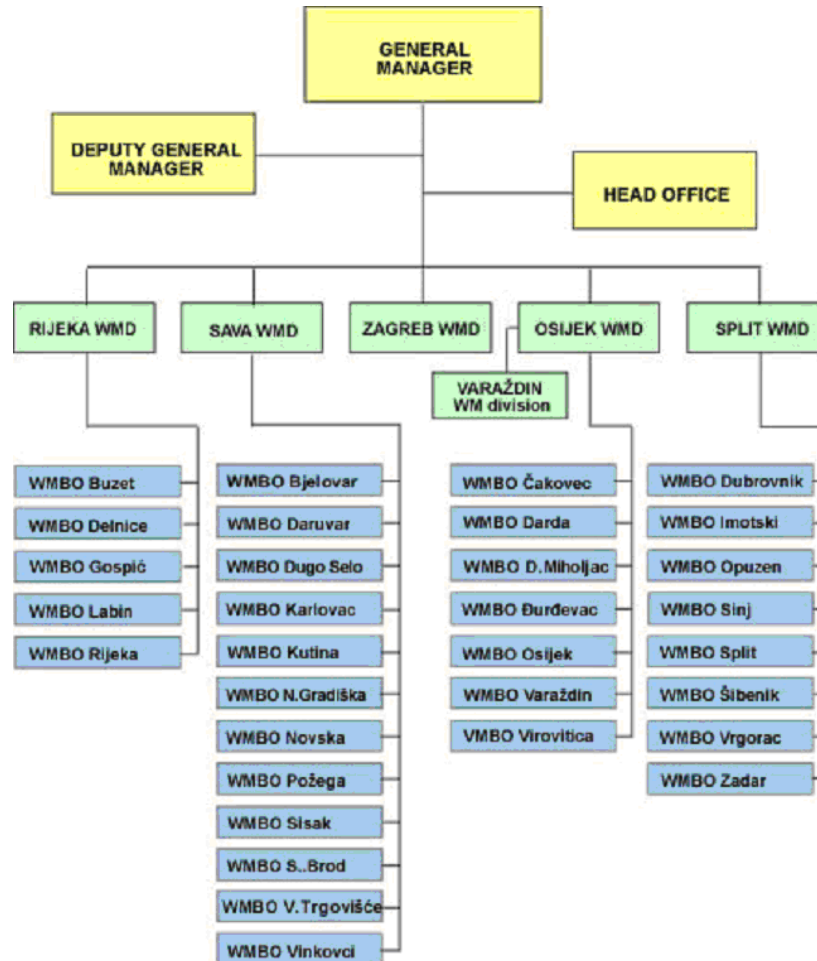 GENERAL
MANAGER
DEPUTY GENERAL
MANAGER
HEAD OFFICE
RIJEKA WMD
SAVA WMD
ZAGREB WMD
OSIJEK WMD
SPLIT WMD
VARAŽDIN
WM division
WMBO Buzet
WMBO Delnice
WMBO Gospić
WMBO Labin
WMBO Rijeka
WMBO Bjelovar
WMBO Daruvar
WMBO Dugo Selo
WMBO Karlovac
WMBO Kutina
WMBO N.Gradiška
WMBO Novska
WMBO Požega
WMBO Sisak
WMBO S..Brod
WMBO V.Trgovišće
WMBO Vinkovci
WMBO Čakovec
WMBO Darda
WMBO D.Miholjac
WMBO Đurđevac
WMBO Osijek
WMBO Varaždin
VMBO Virovitica
WMBO Dubrovnik
WMBO Imotski
WMBO Opuzen
WMBO Sinj
WMBO Split
WMBO Šibenik
WMBO Vrgorac
WMBO Zadar